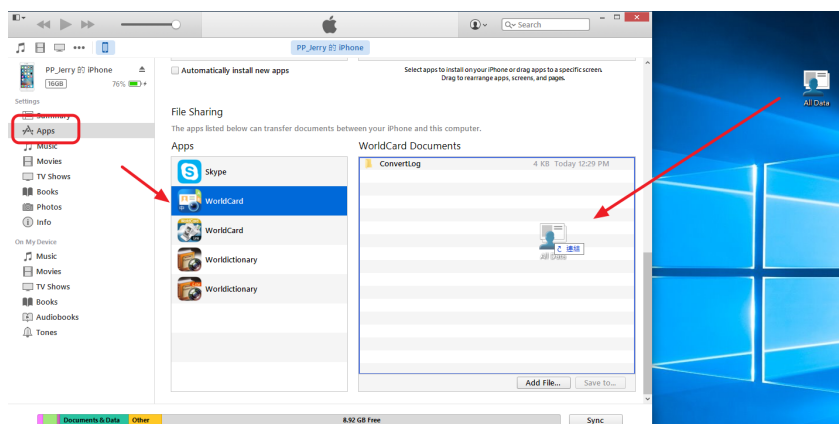 Search
PP_Jerry 的 iPhone
PP_Jerry 的 iPhone
16GB 76%
Settings
Summary
Apps
Music
Movies
TV Shows
Books
Photos
Info
On My Device
Music
Movies
TV Shows
Books
Audiobooks
Tones
Automatically install new apps
Select apps to install on your iPhone or drag apps to a specific screen.
Drag to rearrange apps, screens, and pages.
File Sharing
The apps listed below can transfer documents between your iPhone and this computer.
Apps
Skype
WorldCard
WorldCard
Worldictionary
Worldictionary
WorldCard Documents
ConvertLog 4 KB Today 12:29 PM
連結
All Data
Add File... Save to...
Documents & Data Other 8.92 GB Free Sync
All Data